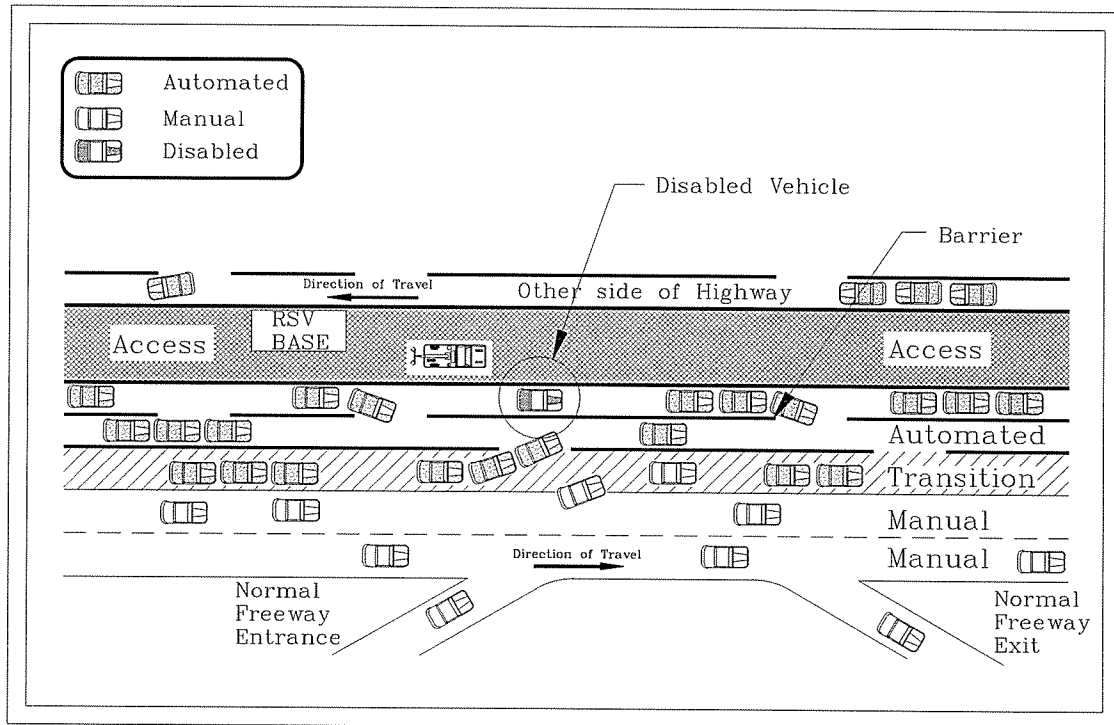 Automated
Manual
Disabled
Disabled Vehicle
Barrier
Direction of Travel
Other side of Highway
RSV
BASE
Access
Access
Automated
Transition
Manual
Manual
Direction of Travel
Normal
Freeway
Entrance
Normal
Freeway
Exit